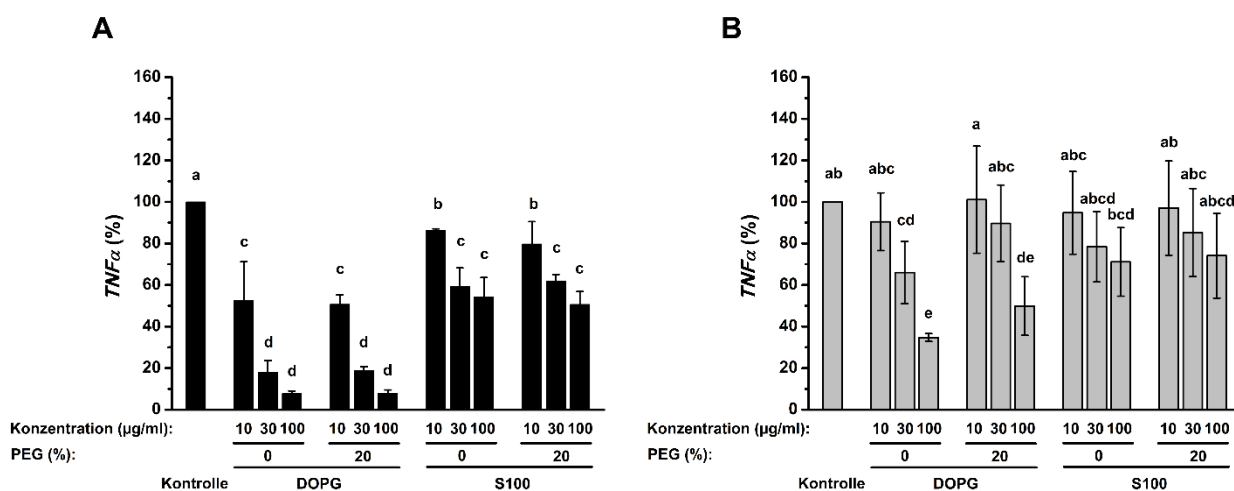 A
160
140
120
100
80
60
40
20
0
TNFα (%)
a
c
d
d
c
d
d
b
c
c
b
c
c
Konzentration (µg/ml):
10 30 100 10 30 100 10 30 100 10 30 100
PEG (%):
0 20 0 20
Kontrolle DOPG S100
B
160
140
120
100
80
60
40
20
0
TNFα (%)
ab
abc
cd
e
a
abc
de
abc
abcd
bcd
ab
abc
abcd
Konzentration (µg/ml):
10 30 100 10 30 100 10 30 100 10 30 100
PEG (%):
0 20 0 20
Kontrolle DOPG S100